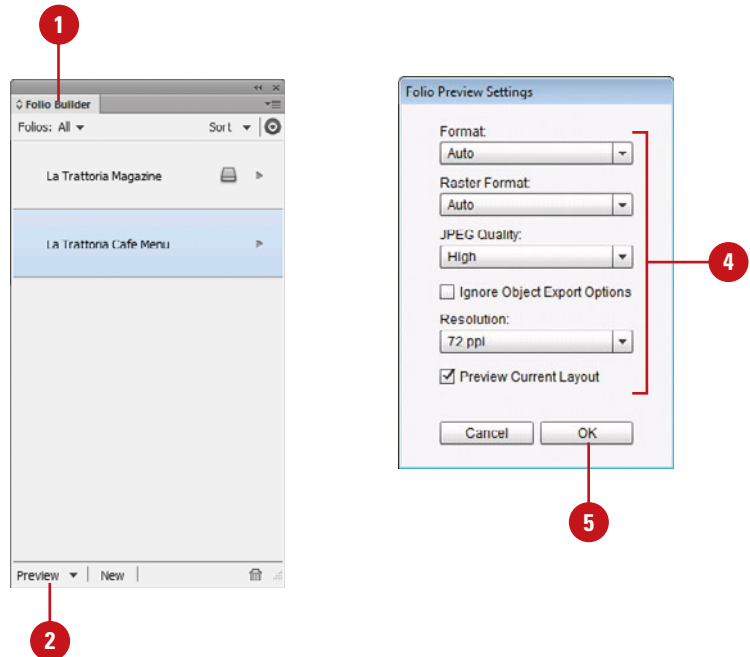 1
Folio Builder
Folios: All
Sort
La Trattoria Magazine
La Trattoria Cafe Menu
Preview
New
2
Folio Preview Settings
Format:
Auto
Raster Format:
Auto
JPEG Quality:
High
Ignore Object Export Options
Resolution:
72 ppi
Preview Current Layout
Cancel
OK
4
5